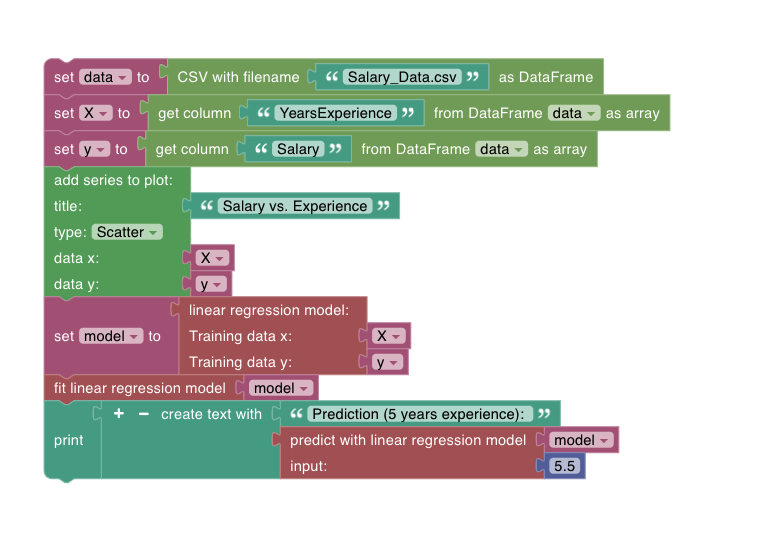 set data to CSV with filename “ Salary_Data.csv ” as DataFrame
set X to get column “ YearsExperience ” from DataFrame data as array
set y to get column “ Salary ” from DataFrame data as array
add series to plot:
title: “ Salary vs. Experience ”
type: Scatter
data x: X
data y: y
linear regression model:
set model to Training data x: X
Training data y: y
fit linear regression model model
+ − create text with “ Prediction (5 years experience): ”
print predict with linear regression model model
input: 5.5